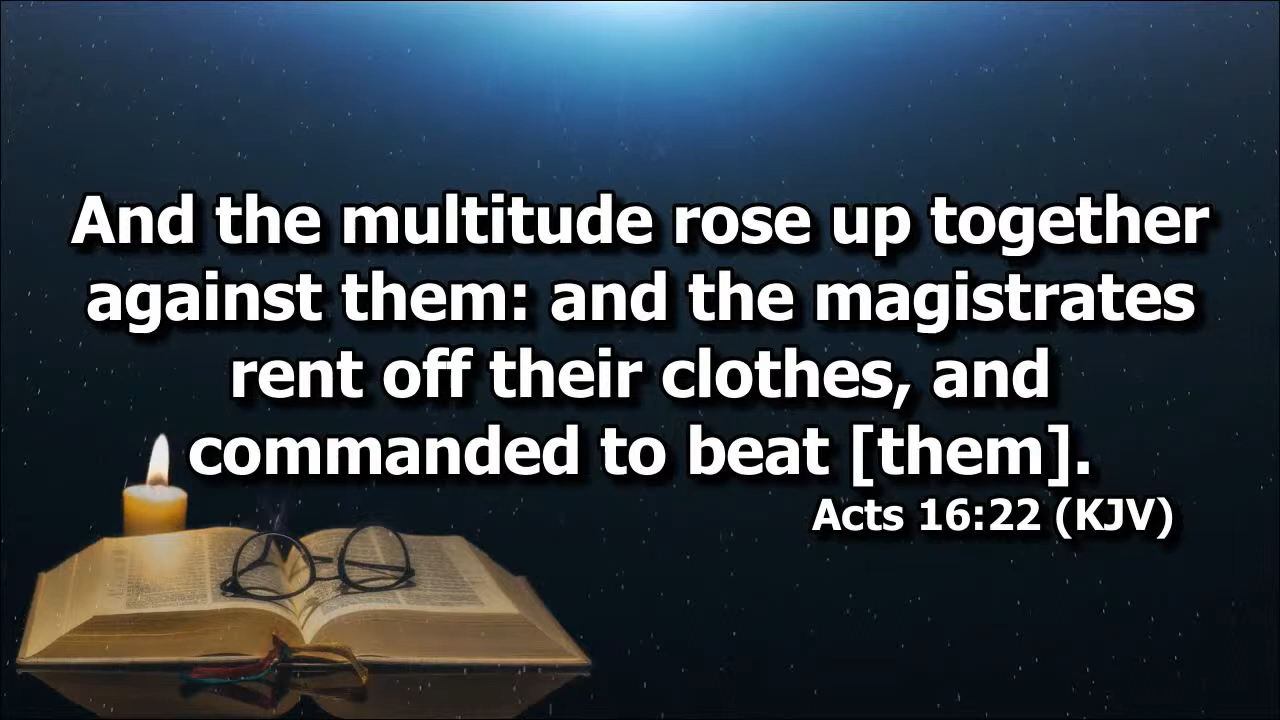 And the multitude rose up together
against them: and the magistrates
rent off their clothes, and
commanded to beat [them].
Acts 16:22 (KJV)